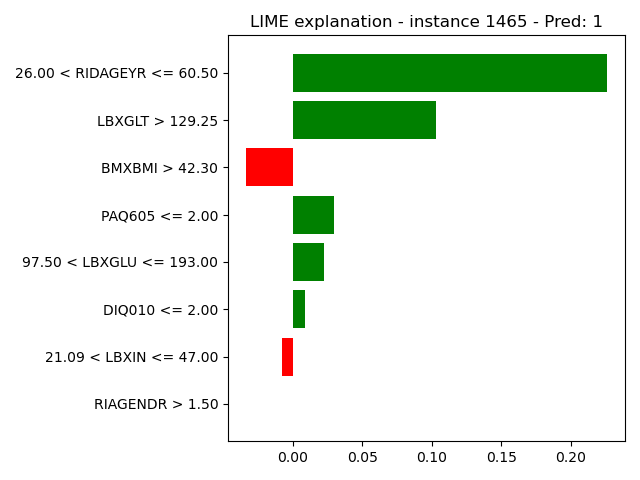 LIME explanation - instance 1465 - Pred: 1
26.00 < RIDAGEYR <= 60.50
LBXGLT > 129.25
BMXBMI > 42.30
PAQ605 <= 2.00
97.50 < LBXGLU <= 193.00
DIQ010 <= 2.00
21.09 < LBXIN <= 47.00
RIAGENDR > 1.50
0.00 0.05 0.10 0.15 0.20